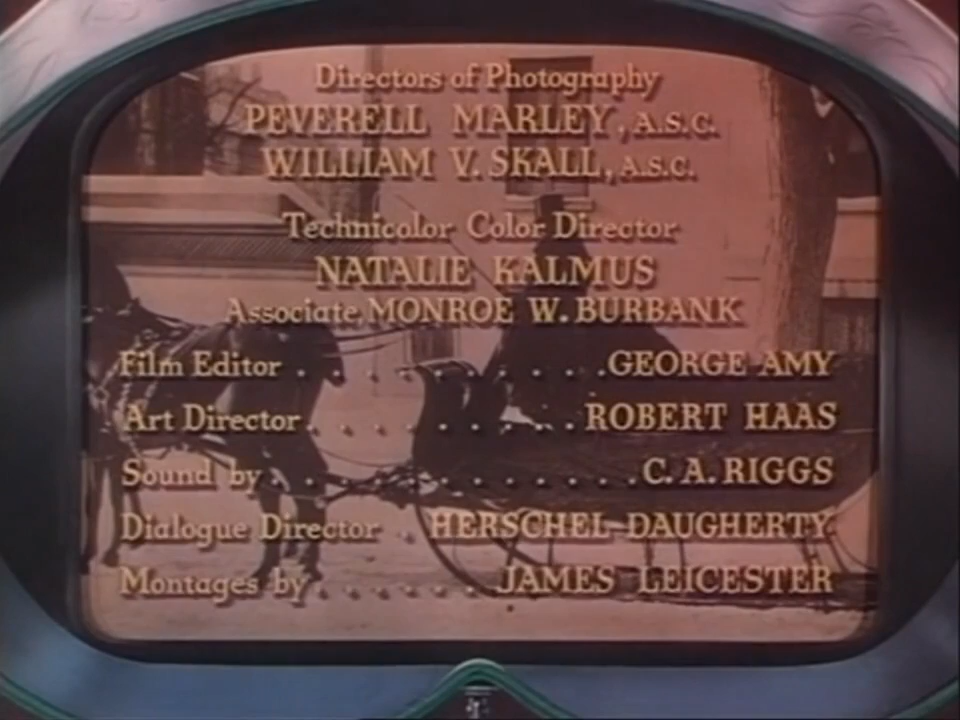 Directors of Photography
PEVERELL MARLEY, A.S.C.
WILLIAM V. SKALL, A.S.C.
Technicolor Color Director
NATALIE KALMUS
Associate, MONROE W. BURBANK
Film Editor . . . . . . . . . . . GEORGE AMY
Art Director . . . . . . . . . ROBERT HAAS
Sound by . . . . . . . . . . . . . C. A. RIGGS
Dialogue Director . . HERSCHEL DAUGHERTY
Montages by . . . . . . . . JAMES LEICESTER